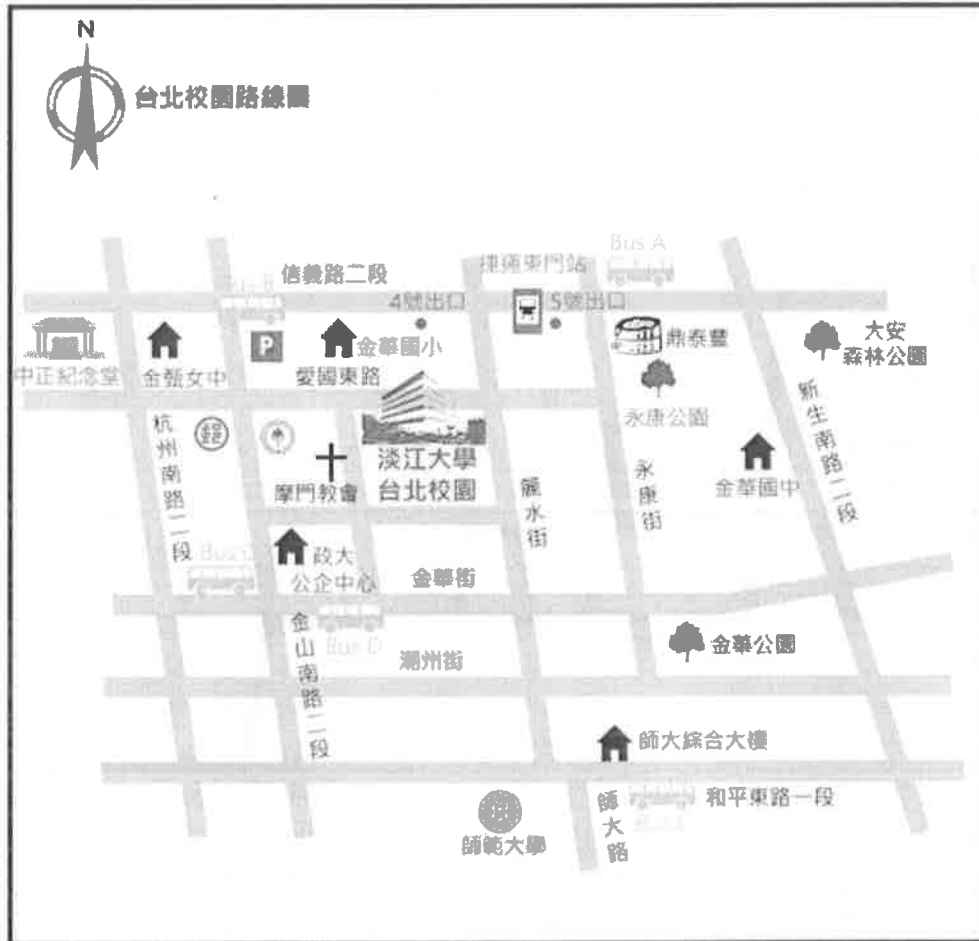 N
台北校園路線圖
Bus A
捷運東門站
信義路二段
Bus B
4號出口
5號出口
鼎泰豐
大安
森林公園
P
金華國小
中正紀念堂
金甌女中
愛國東路
永康公園
新生南路二段
杭州南路二段
淡江大學
台北校園
摩門教會
麗水街
永康街
金華國中
政大
公企中心
金華街
金山南路二段
Bus D
潮州街
金華公園
師大綜合大樓
和平東路一段
師大路
師範大學